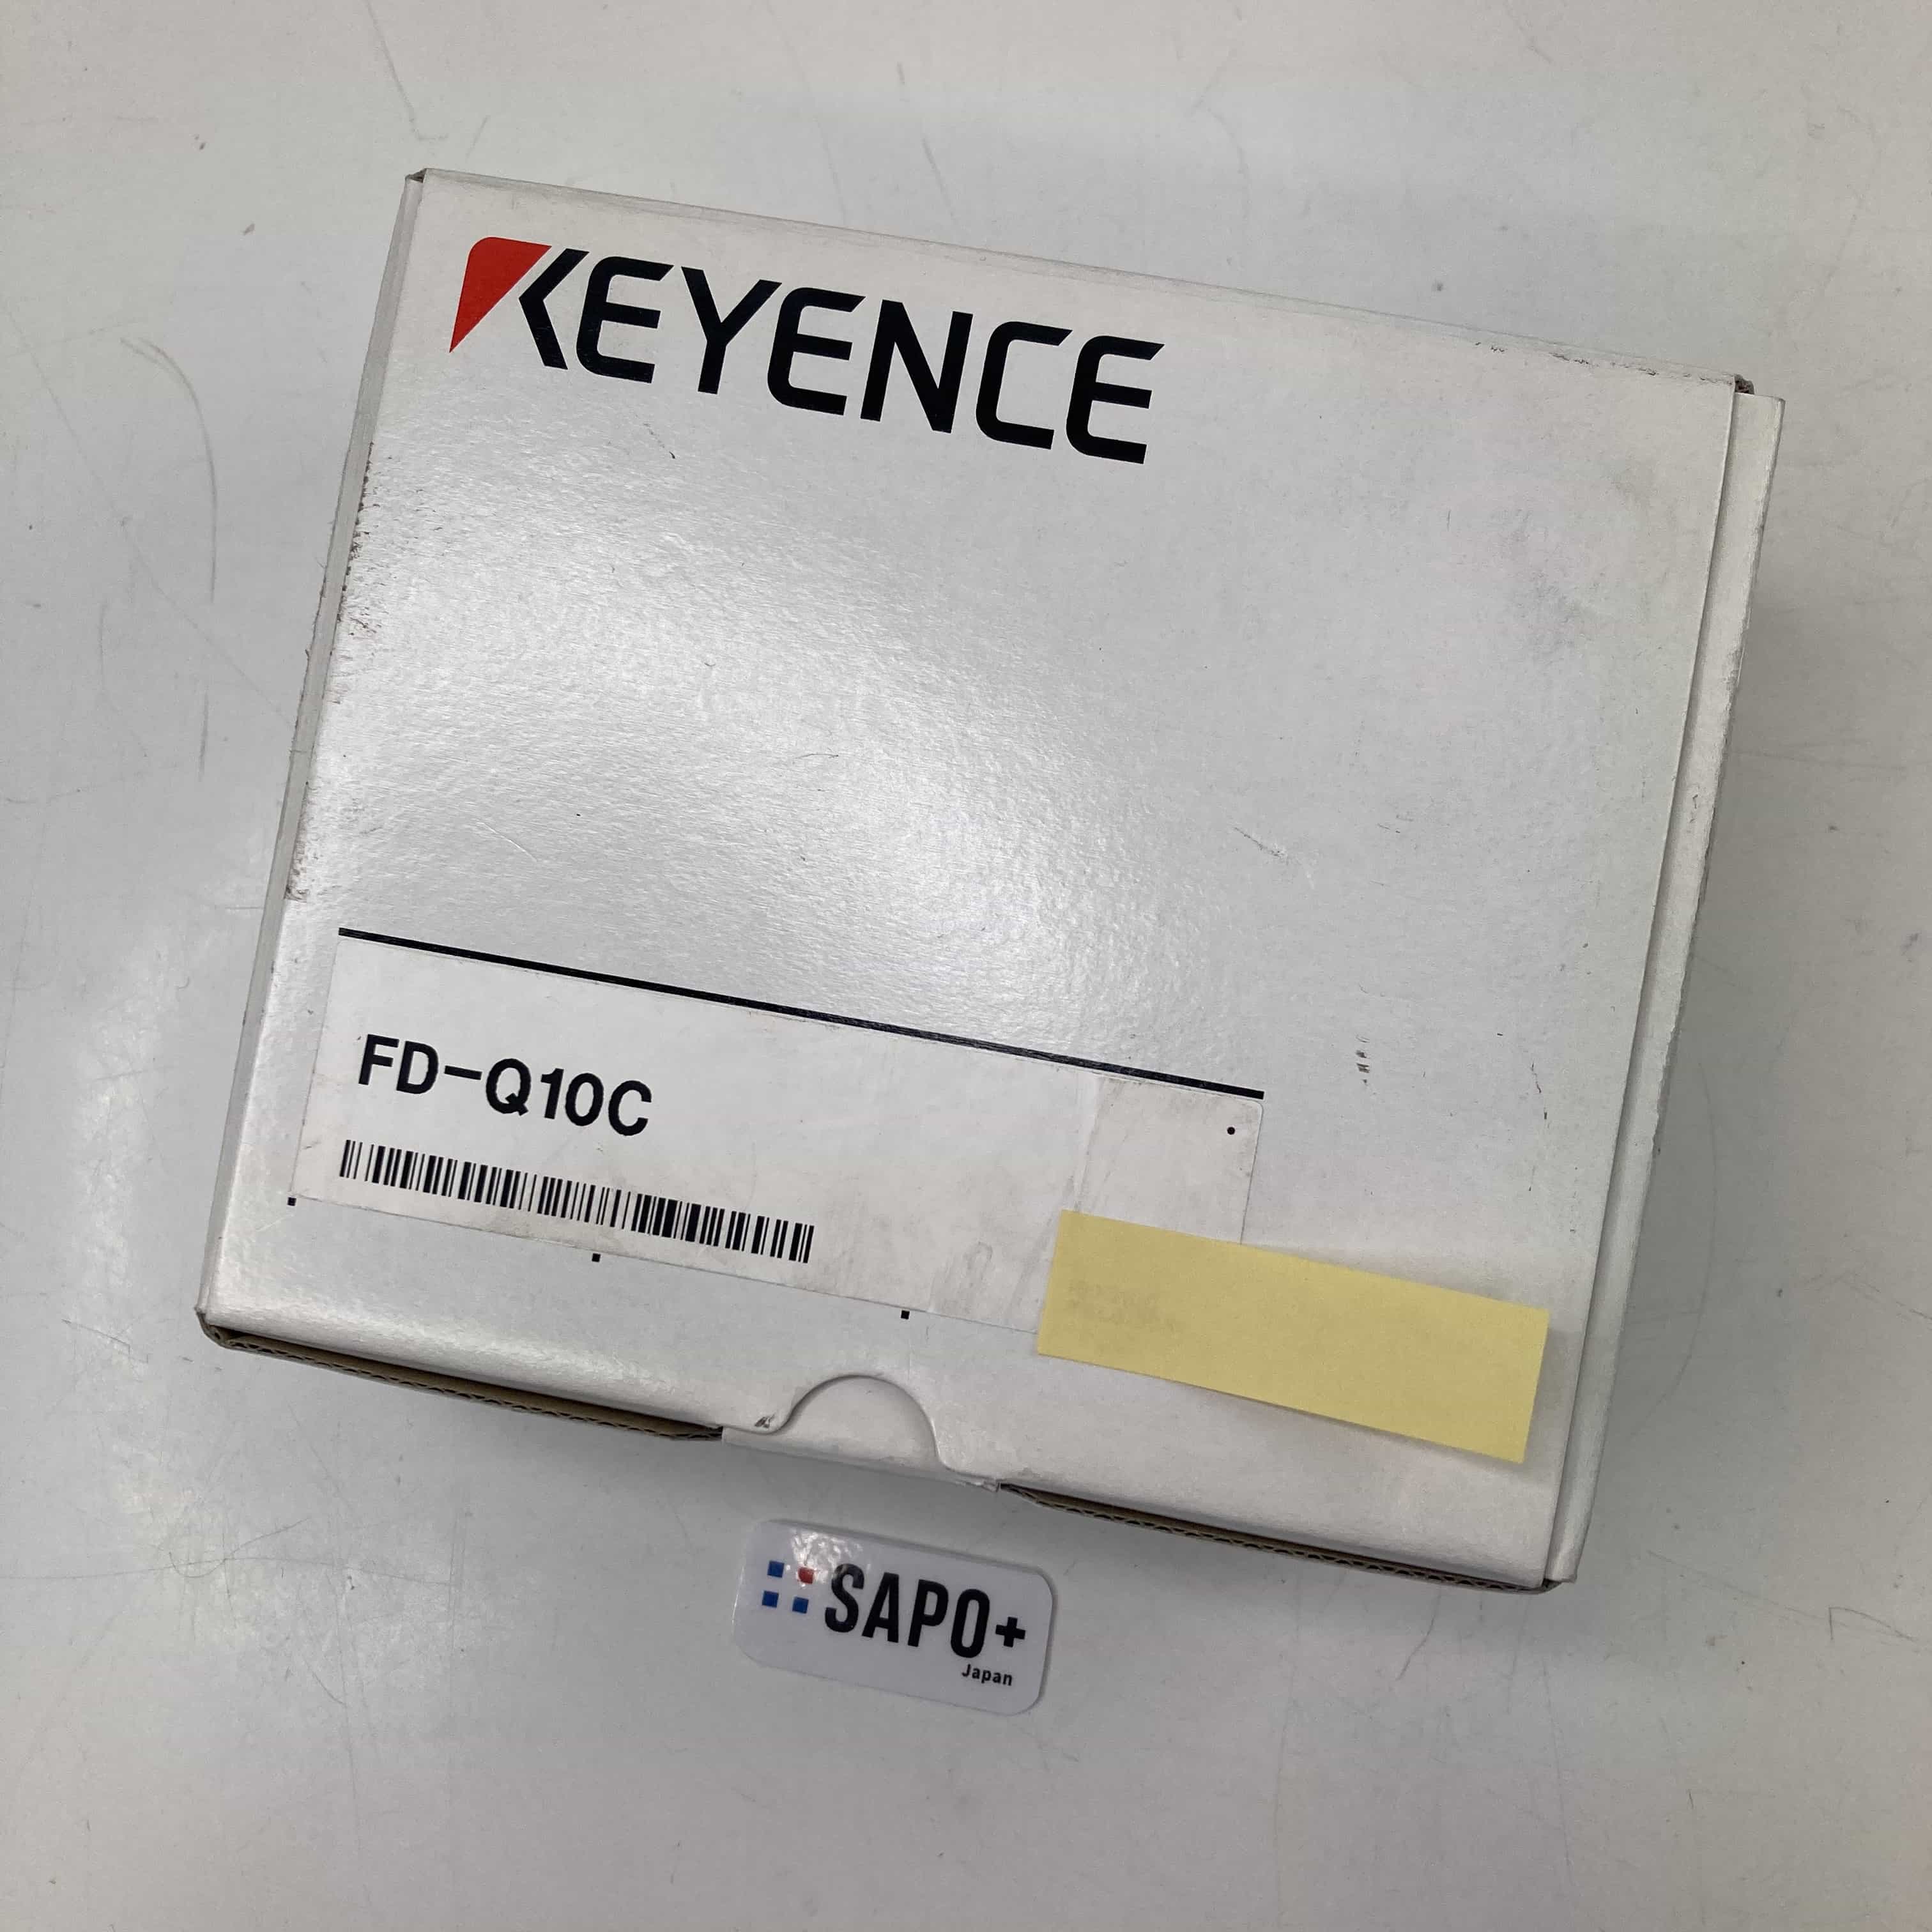 KEYENCE
FD-Q10C
SAPO+
Japan